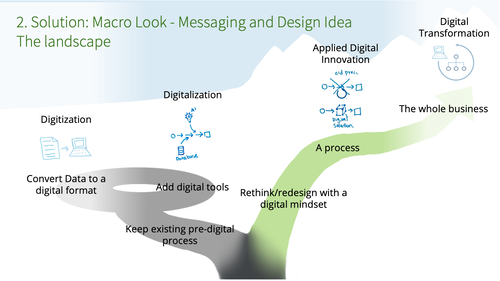 2. Solution: Macro Look - Messaging and Design Idea
The landscape
Digital
Transformation
Applied Digital
Innovation
old proc.
Digital
solution
Digitalization
AI
Database
Digitization
The whole business
A process
Convert Data to a
digital format
Add digital tools
Rethink/redesign with a
digital mindset
Keep existing pre-digital
process